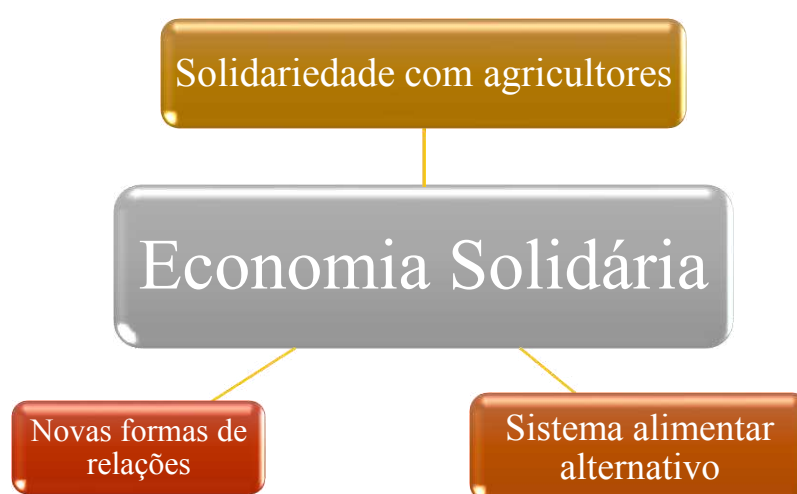 Solidariedade com agricultores
Economia Solidária
Novas formas de
relações
Sistema alimentar
alternativo